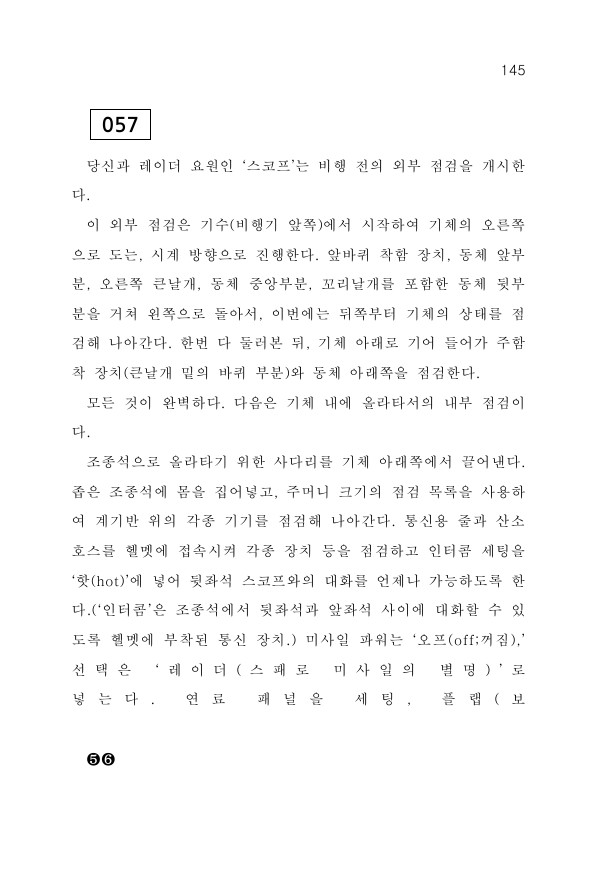 145
057
당신과 레이더 요원인 ‘스코프’는 비행 전의 외부 점검을 개시한
다.
이 외부 점검은 기수(비행기 앞쪽)에서 시작하여 기체의 오른쪽
으로 도는, 시계 방향으로 진행한다. 앞바퀴 착함 장치, 동체 앞부
분, 오른쪽 큰날개, 동체 중앙부분, 꼬리날개를 포함한 동체 뒷부
분을 거쳐 왼쪽으로 돌아서, 이번에는 뒤쪽부터 기체의 상태를 점
검해 나아간다. 한번 다 둘러본 뒤, 기체 아래로 기어 들어가 주함
착 장치(큰날개 밑의 바퀴 부분)와 동체 아래쪽을 점검한다.
모든 것이 완벽하다. 다음은 기체 내에 올라타서의 내부 점검이
다.
조종석으로 올라타기 위한 사다리를 기체 아래쪽에서 끌어낸다.
좁은 조종석에 몸을 집어넣고, 주머니 크기의 점검 목록을 사용하
여 계기반 위의 각종 기기를 점검해 나아간다. 통신용 줄과 산소
호스를 헬멧에 접속시켜 각종 장치 등을 점검하고 인터콤 세팅을
‘핫(hot)’에 넣어 뒷좌석 스코프와의 대화를 언제나 가능하도록 한
다.(‘인터콤’은 조종석에서 뒷좌석과 앞좌석 사이에 대화할 수 있
도록 헬멧에 부착된 통신 장치.) 미사일 파워는 ‘오프(off;꺼짐),’
선택은 ‘레이더(스패로 미사일의 별명)’로
넣는다. 연료 패널을 세팅, 플랩(보
❺❻